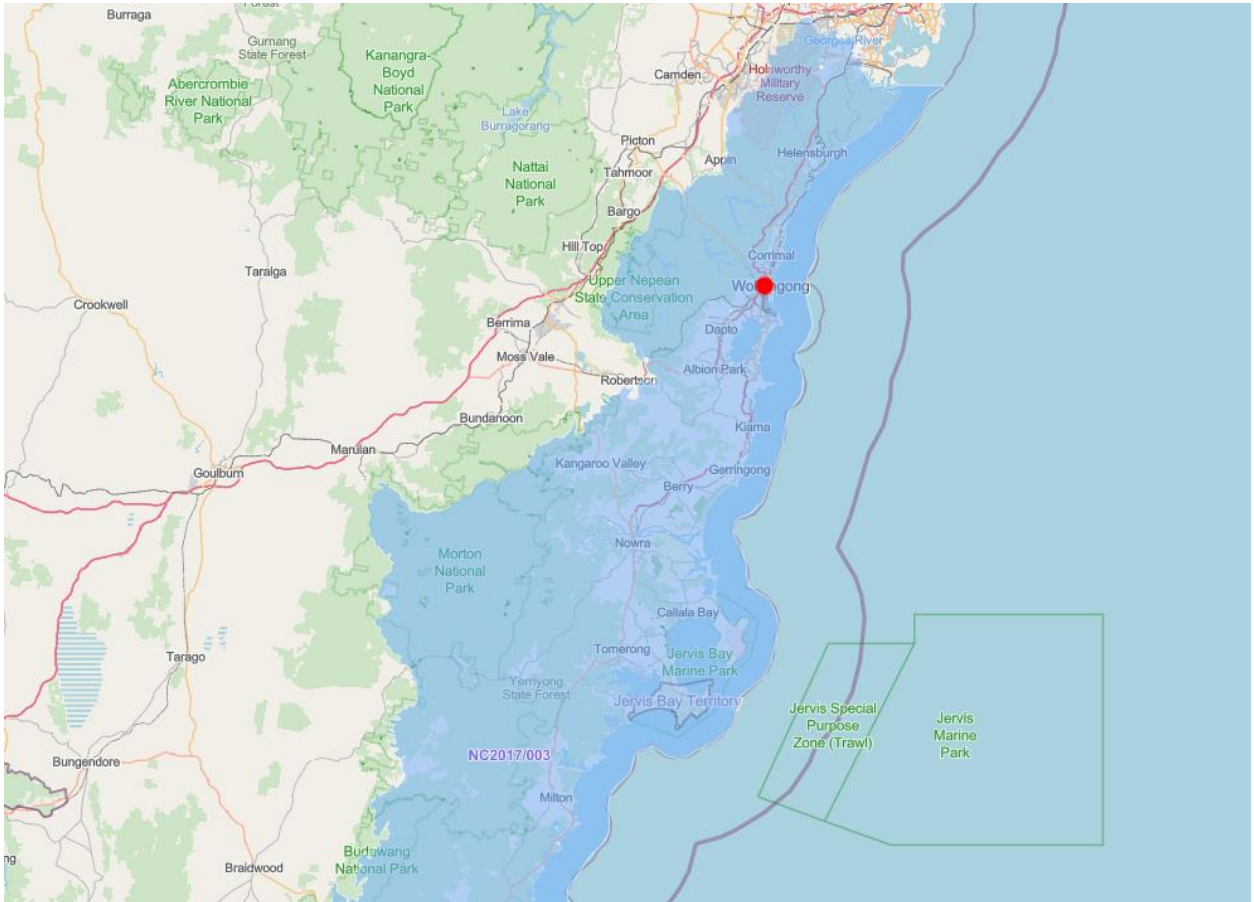 Burraga
Forest
Gurnang
State Forest
Kanangra-
Boyd
National
Park
Georges River
Camden
Holsworthy
Military
Reserve
Abercrombie
River National
Park
Lake
Burragorang
Picton
Appin
Helensburgh
Nattai
National
Park
Tahmoor
Bargo
Hill Top
Corrimal
Taralga
Upper Nepean
State Conservation
Area
Wollongong
Crookwell
Berrima
Dapto
Moss Vale
Albion Park
Robertson
Bundanoon
Kiama
Marulan
Kangaroo Valley
Gerringong
Goulburn
Berry
Nowra
Morton
National
Park
Callala Bay
Tomerong
Jervis Bay
Marine Park
Tarago
Yerriyong
State Forest
Jervis Bay Territory
Jervis Special
Purpose
Zone (Trawl)
Jervis
Marine
Park
NC2017/003
Bungendore
Milton
Budawang
National Park
Braidwood